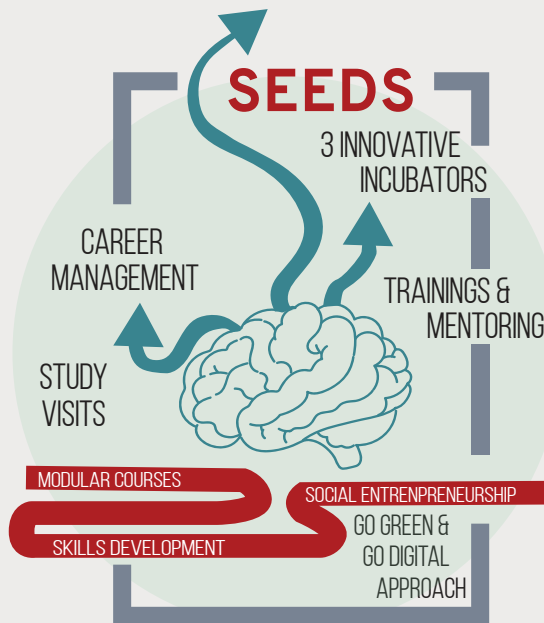 SEEDS
3 INNOVATIVE
INCUBATORS
CAREER
MANAGEMENT
TRAININGS &
MENTORING
STUDY
VISITS
MODULAR COURSES
SOCIAL ENTREPRENEURSHIP
SKILLS DEVELOPMENT
GO GREEN &
GO DIGITAL
APPROACH